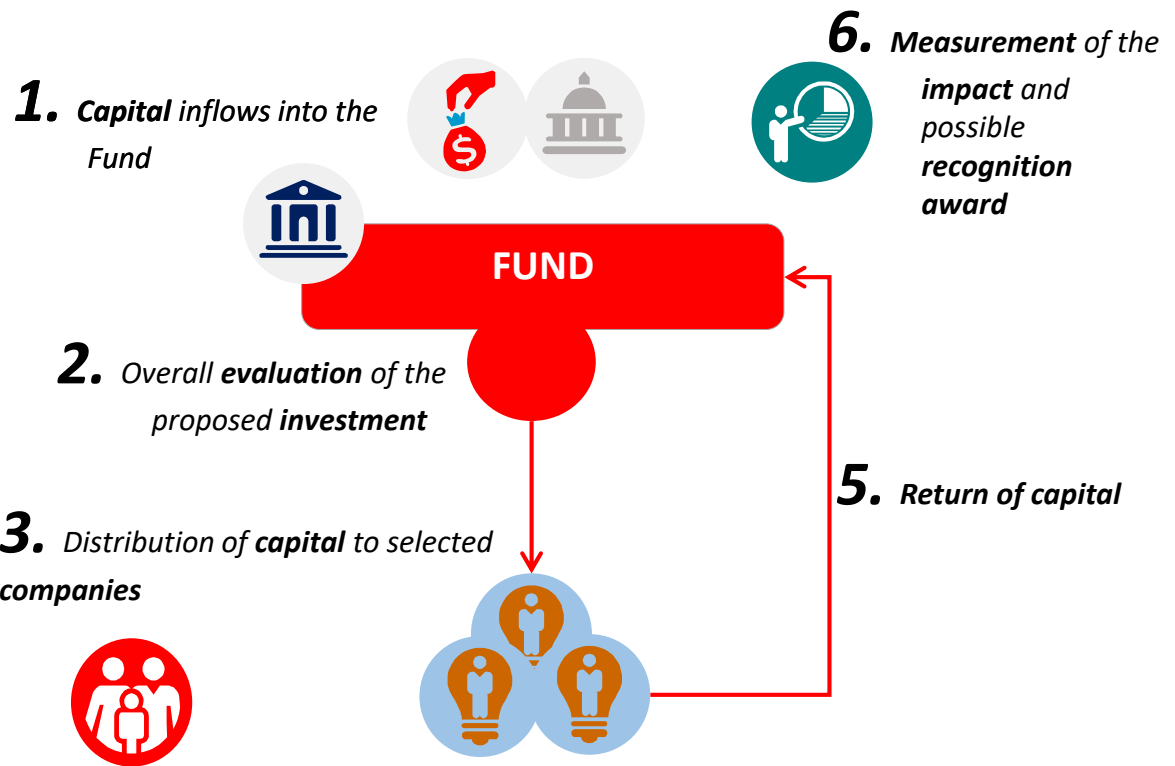 1. Capital inflows into the
Fund
FUND
2. Overall evaluation of the
proposed investment
3. Distribution of capital to selected
companies
5. Return of capital
6. Measurement of the
impact and
possible
recognition
award
$